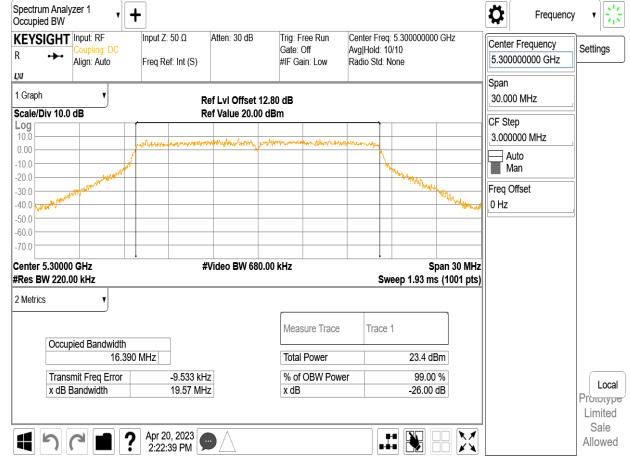 Spectrum Analyzer 1
Occupied BW
▼
+
Frequency
▼
KEYSIGHT
R
LXI
Input: RF
Coupling: DC
Align: Auto
Input Z: 50 Ω
Freq Ref: Int (S)
Atten: 30 dB
Trig: Free Run
Gate: Off
#IF Gain: Low
Center Freq: 5.300000000 GHz
Avg|Hold: 10/10
Radio Std: None
Center Frequency
5.300000000 GHz
Settings
Span
30.000 MHz
CF Step
3.000000 MHz
Auto
Man
Freq Offset
0 Hz
1 Graph
▼
Scale/Div 10.0 dB
Ref Lvl Offset 12.80 dB
Ref Value 20.00 dBm
Log
10.0
0.00
-10.0
-20.0
-30.0
-40.0
-50.0
-60.0
-70.0
Center 5.30000 GHz
#Res BW 220.00 kHz
#Video BW 680.00 kHz
Span 30 MHz
Sweep 1.93 ms (1001 pts)
2 Metrics
▼
Measure Trace
Trace 1
Occupied Bandwidth
16.390 MHz
Total Power
23.4 dBm
Transmit Freq Error
-9.533 kHz
% of OBW Power
99.00 %
x dB Bandwidth
19.57 MHz
x dB
-26.00 dB
Local
Prototype
Limited
Sale
Allowed
?
Apr 20, 2023
2:22:39 PM